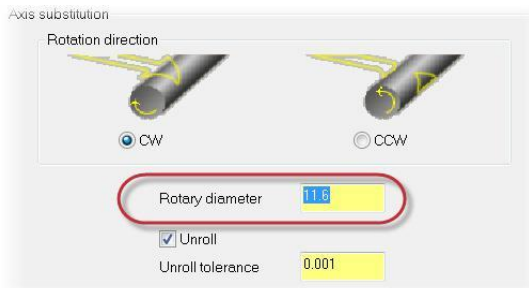 Axis substitution
Rotation direction
CW CCW
Rotary diameter 11.6
Unroll
Unroll tolerance 0.001